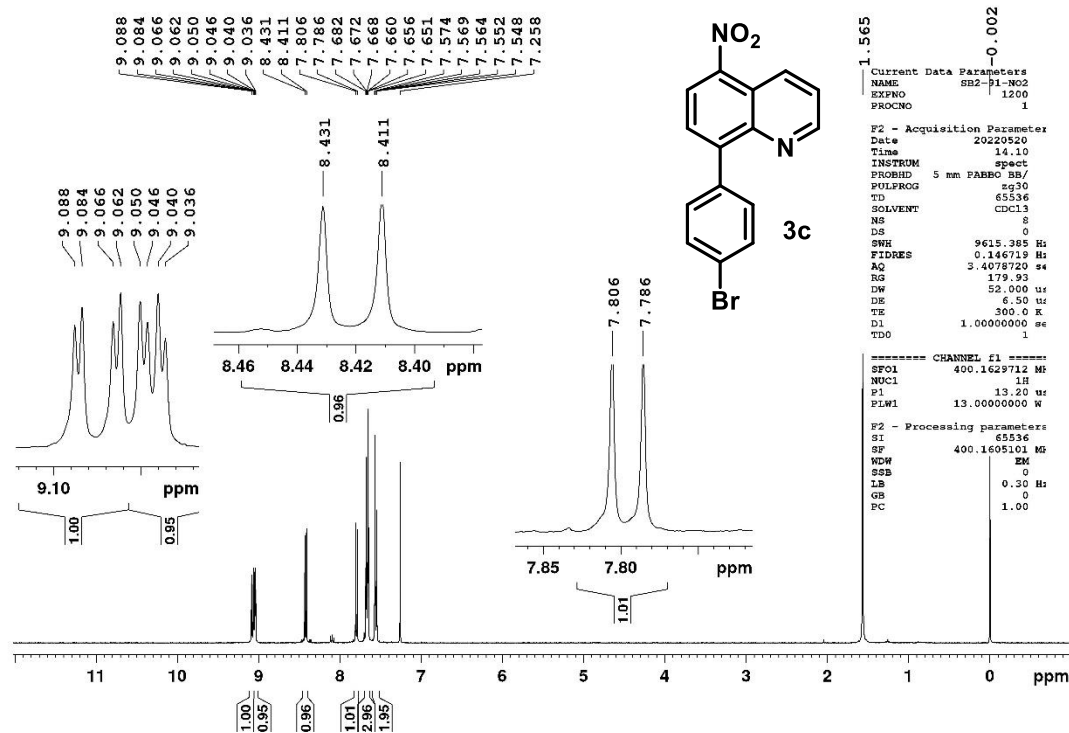 9.088
9.084
9.066
9.062
9.050
9.046
9.040
9.036
8.431
8.411
7.806
7.786
7.682
7.672
7.668
7.660
7.656
7.651
7.574
7.569
7.564
7.552
7.548
7.258
1.565
-0.002
NO2
N
Br
3c
Current Data Parameters
NAME SB2-91-NO2
EXPNO 1200
PROCNO 1
F2 - Acquisition Parameter
Date 20220520
Time 14.10
INSTRUM spect
PROBHD 5 mm PABBO BB/
PULPROG zg30
TD 65536
SOLVENT CDCl3
NS 8
DS 0
SWH 9615.385 Hz
FIDRES 0.146719 Hz
AQ 3.4078720 se
RG 179.93
DW 52.000 us
DE 6.50 us
TE 300.0 K
D1 1.00000000 se
TD0 1
======== CHANNEL f1 ======
SFO1 400.1629712 MH
NUC1 1H
P1 13.20 us
PLW1 13.00000000 W
F2 - Processing parameters
SI 65536
SF 400.1605101 MH
WDW EM
SSB 0
LB 0.30 Hz
GB 0
PC 1.00
9.088
9.084
9.066
9.062
9.050
9.046
9.040
9.036
9.10 ppm
1.00
0.95
8.431
8.411
8.46 8.44 8.42 8.40 ppm
0.96
7.806
7.786
7.85 7.80 ppm
1.01
11 10 9 8 7 6 5 4 3 2 1 0 ppm
1.00
0.95
0.96
1.01
2.96
1.95